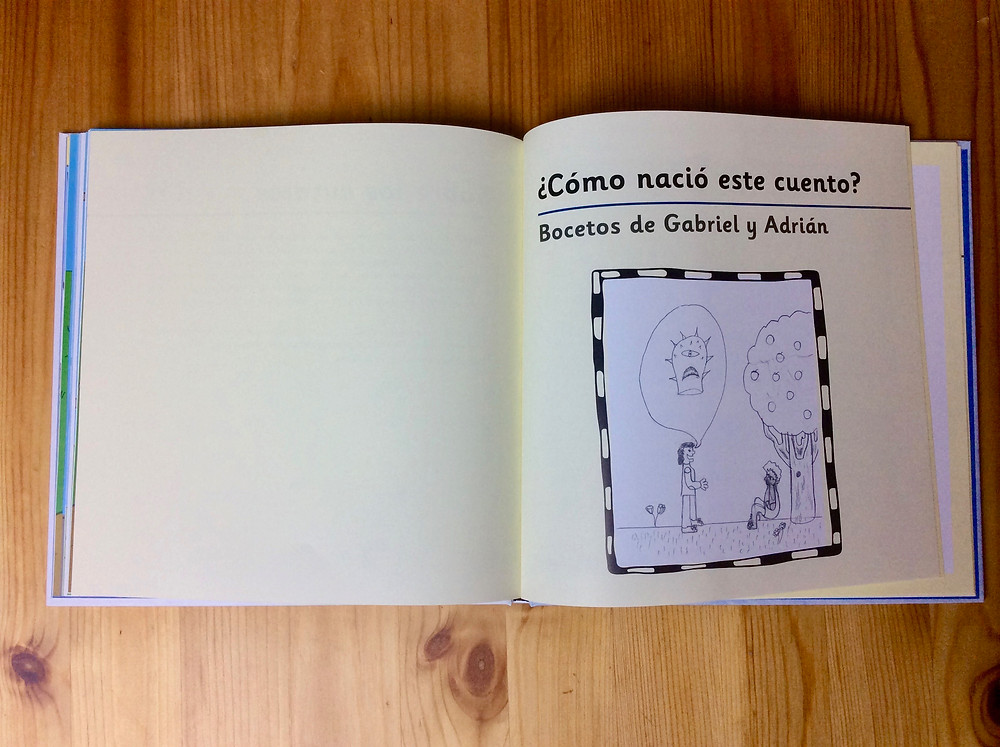 ¿Cómo nació este cuento?
Bocetos de Gabriel y Adrián